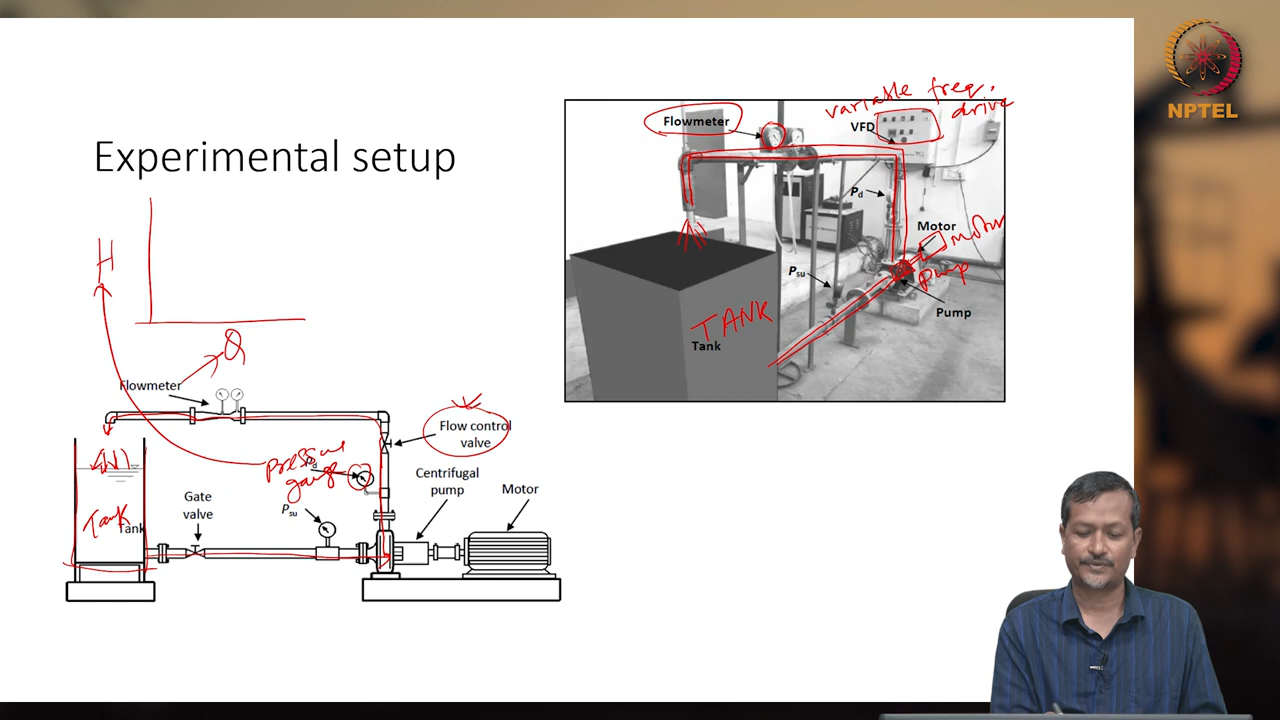 NPTEL
Experimental setup
H
Q
Flowmeter
Flow control
valve
pressure
gauge
Centrifugal
pump
Motor
Gate
valve
Psu
Tank
Tank
variable freq.
drive
Flowmeter
VFD
Pd
Motor
motor
Psu
pump
Pump
TANK
Tank